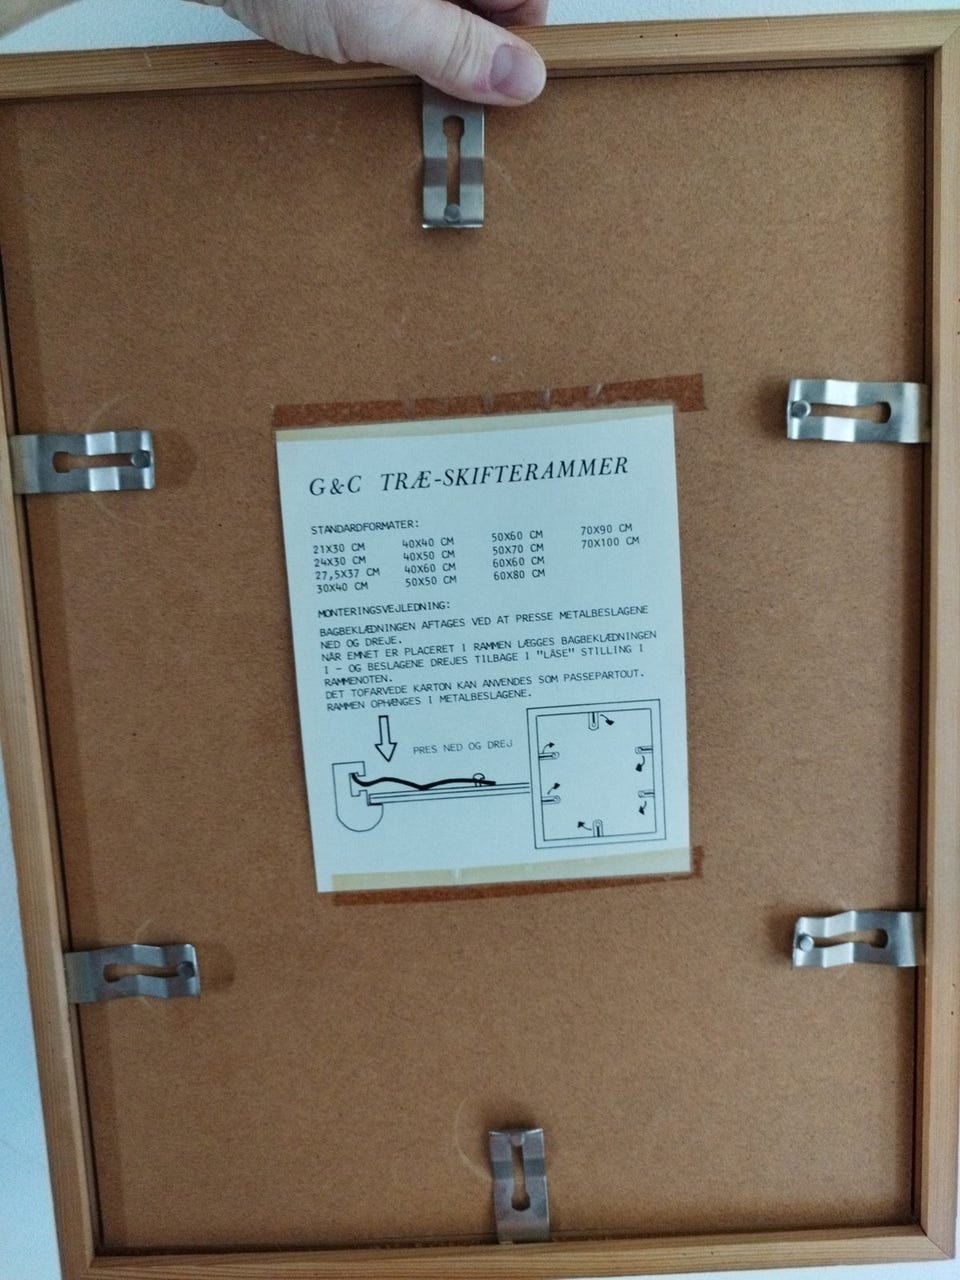 G&C TRÆ-SKIFTERAMMER
STANDARDFORMATER:
21X30 CM 40X40 CM 50X60 CM 70X90 CM
24X30 CM 40X50 CM 50X70 CM 70X100 CM
27,5X37 CM 40X60 CM 60X60 CM
30X40 CM 50X50 CM 60X80 CM
MONTERINGSVEJLEDNING:
BAGBEKLÆDNINGEN AFTAGES VED AT PRESSE METALBESLAGENE
NED OG DREJE.
NÅR EMNET ER PLACERET I RAMMEN LÆGGES BAGBEKLÆDNINGEN
I - OG BESLAGENE DREJES TILBAGE I "LÅSE" STILLING I
RAMMENOTEN.
DET TOFARVEDE KARTON KAN ANVENDES SOM PASSEPARTOUT.
RAMMEN OPHÆNGES I METALBESLAGENE.
PRES NED OG DREJ